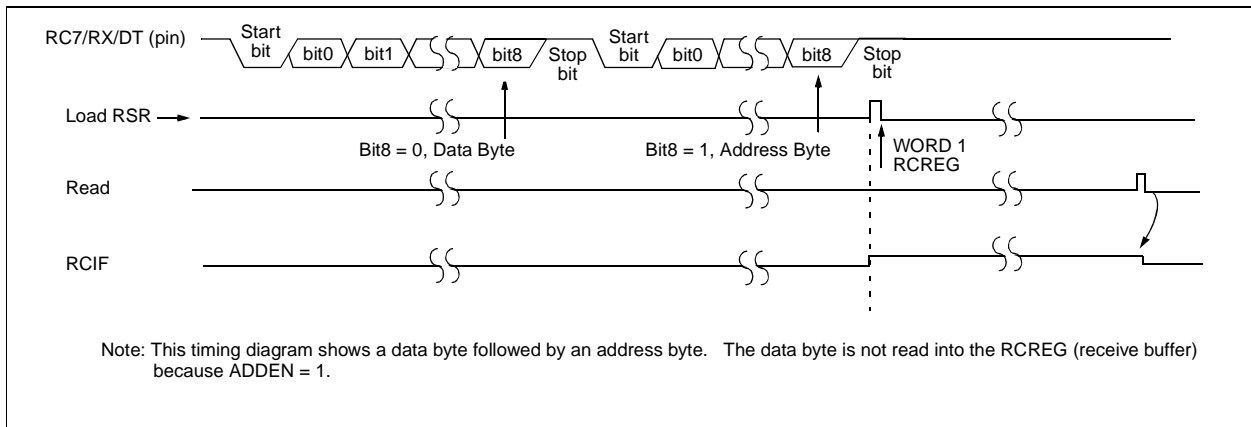 RC7/RX/DT (pin)
Start bit
bit0
bit1
bit8
Stop bit
Start bit
bit0
bit8
Stop bit
Load RSR
Bit8 = 0, Data Byte
Bit8 = 1, Address Byte
WORD 1
RCREG
Read
RCIF
Note: This timing diagram shows a data byte followed by an address byte. The data byte is not read into the RCREG (receive buffer)
because ADDEN = 1.